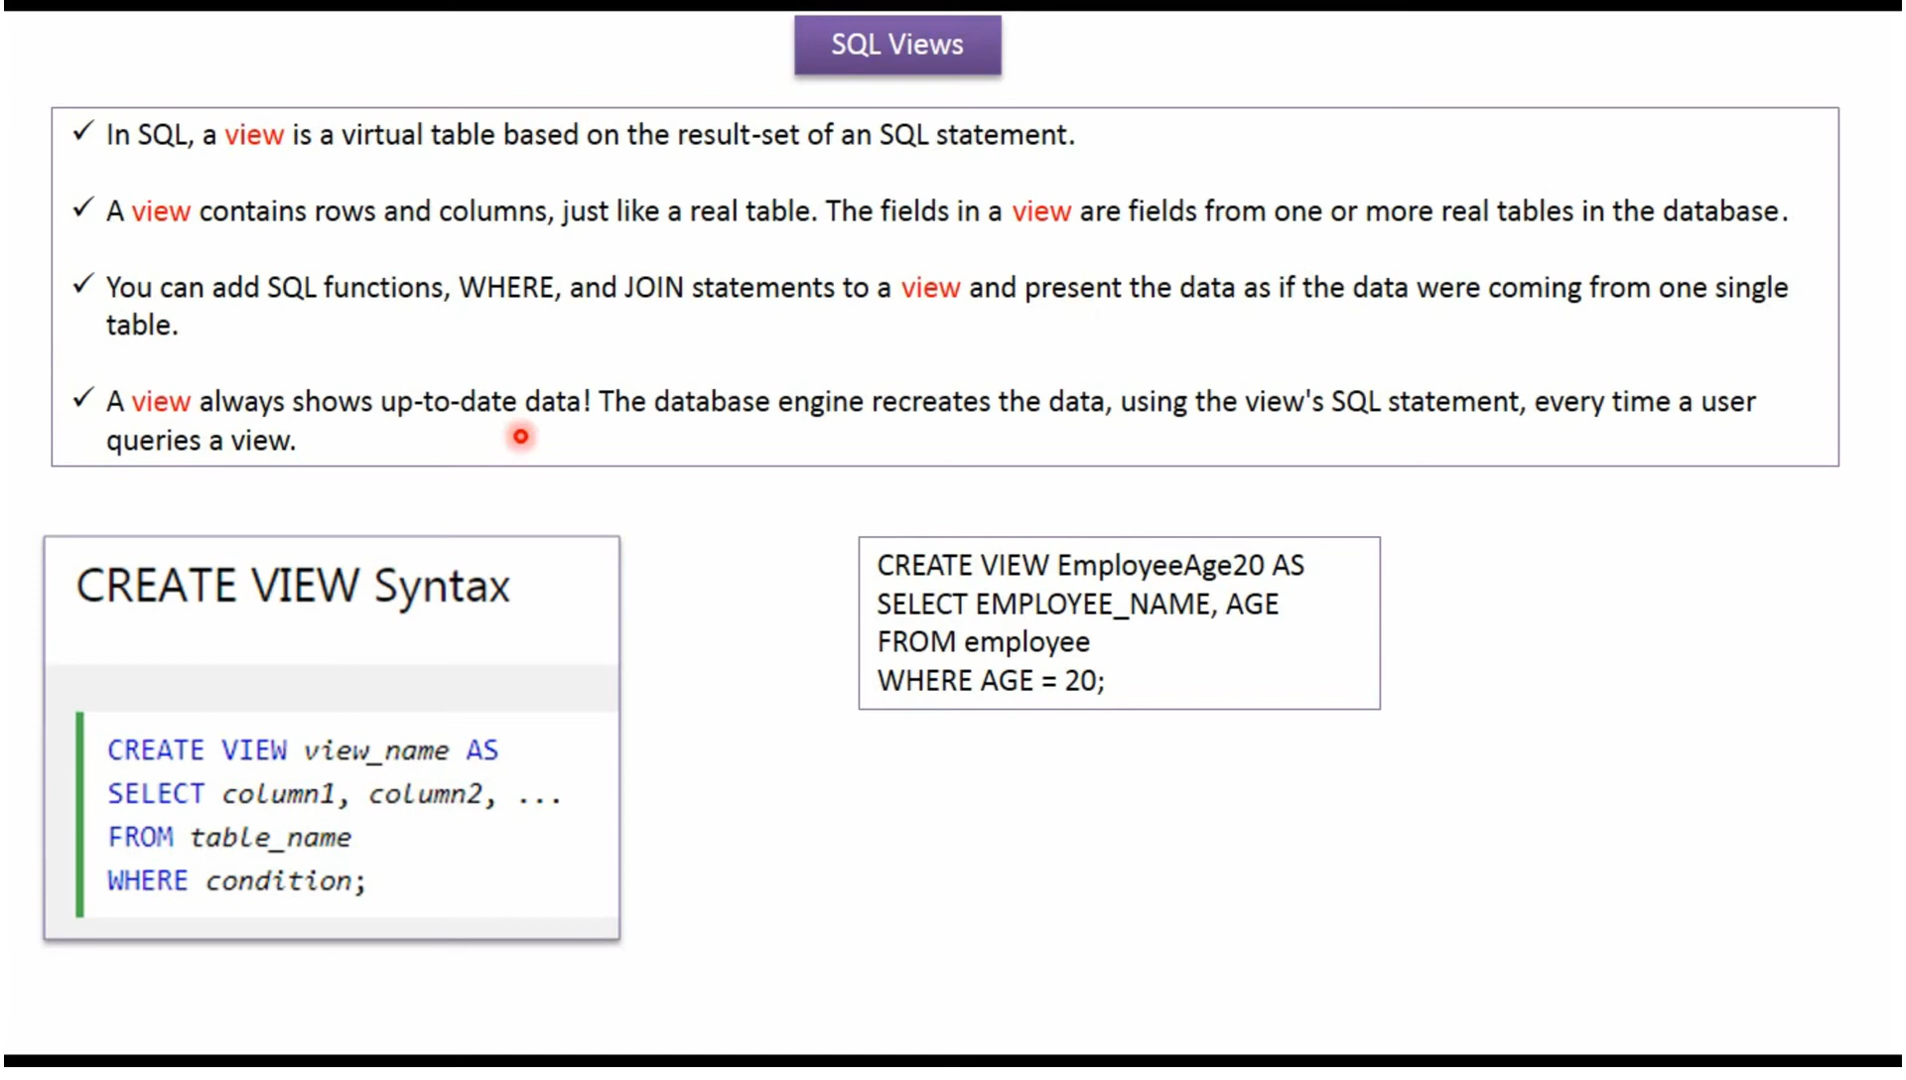 SQL Views
✓ In SQL, a view is a virtual table based on the result-set of an SQL statement.
✓ A view contains rows and columns, just like a real table. The fields in a view are fields from one or more real tables in the database.
✓ You can add SQL functions, WHERE, and JOIN statements to a view and present the data as if the data were coming from one single
table.
✓ A view always shows up-to-date data! The database engine recreates the data, using the view's SQL statement, every time a user
queries a view.
CREATE VIEW Syntax
CREATE VIEW view_name AS
SELECT column1, column2, ...
FROM table_name
WHERE condition;
CREATE VIEW EmployeeAge20 AS
SELECT EMPLOYEE_NAME, AGE
FROM employee
WHERE AGE = 20;